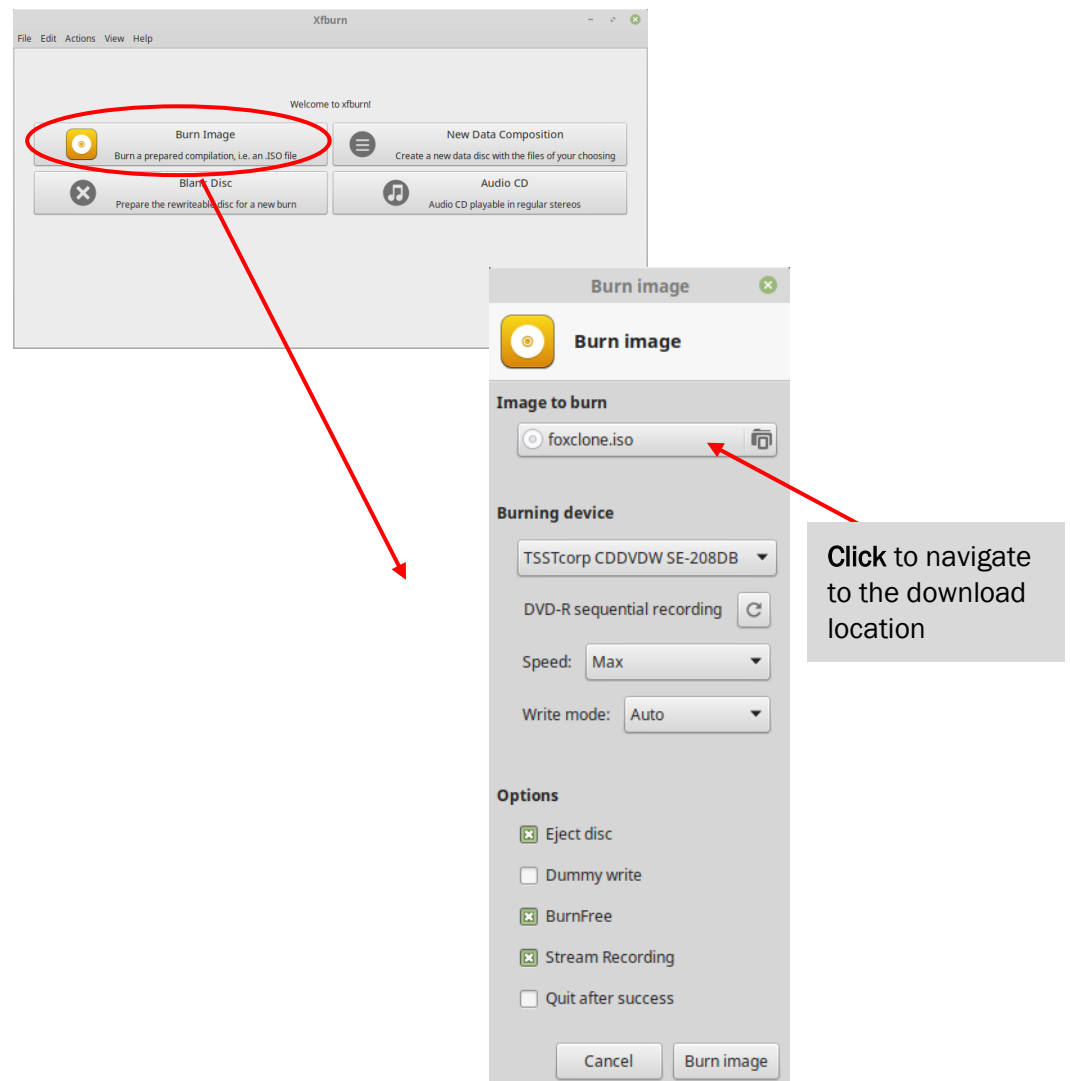 Xfburn
File Edit Actions View Help
Welcome to xfburn!
Burn Image
Burn a prepared compilation, i.e. an .ISO file
New Data Composition
Create a new data disc with the files of your choosing
Blank Disc
Prepare the rewriteable disc for a new burn
Audio CD
Audio CD playable in regular stereos
Burn image
Burn image
Image to burn
foxclone.iso
Burning device
TSSTcorp CDDVDW SE-208DB
DVD-R sequential recording
Speed: Max
Write mode: Auto
Options
Eject disc
Dummy write
BurnFree
Stream Recording
Quit after success
Cancel Burn image
Click to navigate
to the download
location